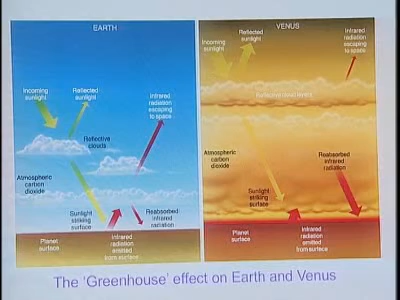 EARTH
Incoming
sunlight
Reflected
sunlight
Infrared
radiation
escaping
to space
Reflective
clouds
Atmospheric
carbon
dioxide
Sunlight
striking
surface
Reabsorbed
infrared
radiation
Planet
surface
Infrared
radiation
emitted
from surface
VENUS
Incoming
sunlight
Reflected
sunlight
Infrared
radiation
escaping
to space
Reflective cloud layers
Atmospheric
carbon
dioxide
Reabsorbed
infrared
radiation
Sunlight
striking
surface
Planet
surface
Infrared
radiation
emitted
from surface
The 'Greenhouse' effect on Earth and Venus